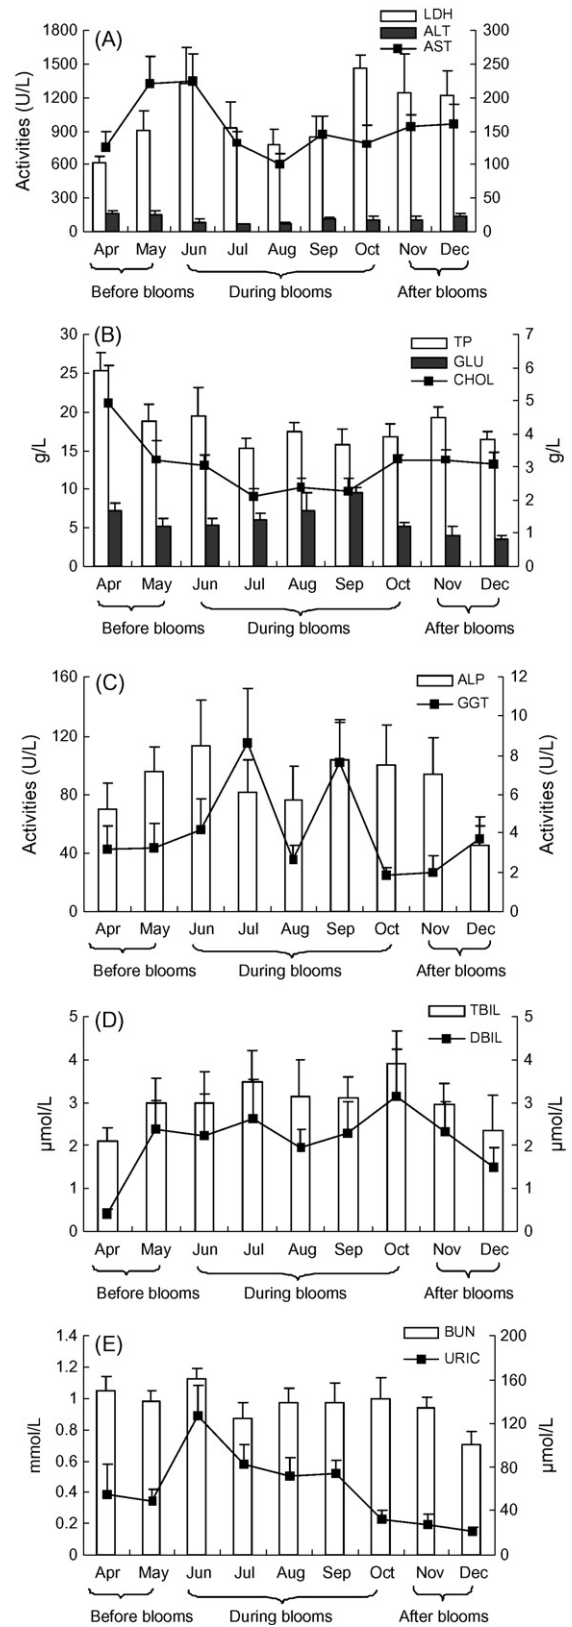 (A)
LDH
ALT
AST
1800 300
1500 250
1200 200
900 150
600 100
300 50
0 0
Activities (U/L)
Apr May Jun Jul Aug Sep Oct Nov Dec
Before blooms During blooms After blooms
(B)
TP
GLU
CHOL
30 7
25 6
20 5
15 4
10 3
5 2
0 1
0
g/L
g/L
Apr May Jun Jul Aug Sep Oct Nov Dec
Before blooms During blooms After blooms
(C)
ALP
GGT
160 12
120 10
80 8
40 6
0 4
2
0
Activities (U/L)
Activities (U/L)
Apr May Jun Jul Aug Sep Oct Nov Dec
Before blooms During blooms After blooms
(D)
TBIL
DBIL
5 5
4 4
3 3
2 2
1 1
0 0
µmol/L
µmol/L
Apr May Jun Jul Aug Sep Oct Nov Dec
Before blooms During blooms After blooms
(E)
BUN
URIC
1.4 200
1.2 160
1 120
0.8 80
0.6 40
0.4 0
0.2
0
mmol/L
µmol/L
Apr May Jun Jul Aug Sep Oct Nov Dec
Before blooms During blooms After blooms